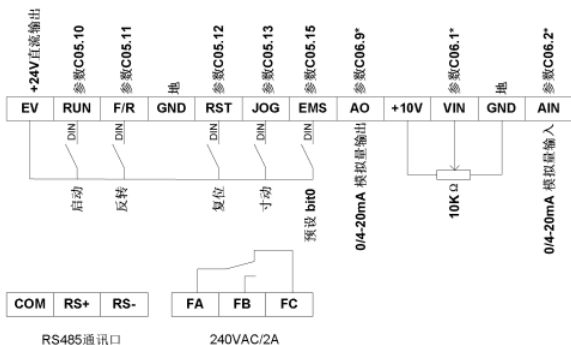 +24V直流输出
参数C05.10
参数C05.11
地
参数C05.12
参数C05.13
参数C05.15
参数C06.9*
参数C06.1*
地
参数C06.2*
EV RUN F/R GND RST JOG EMS AO +10V VIN GND AIN
DIN DIN DIN DIN DIN
启动
反转
复位
寸动
预设 bit0
0/4-20mA 模拟量输出
10K Ω
0/4-20mA 模拟量输入
COM RS+ RS- FA FB FC
RS485通讯口 240VAC/2A